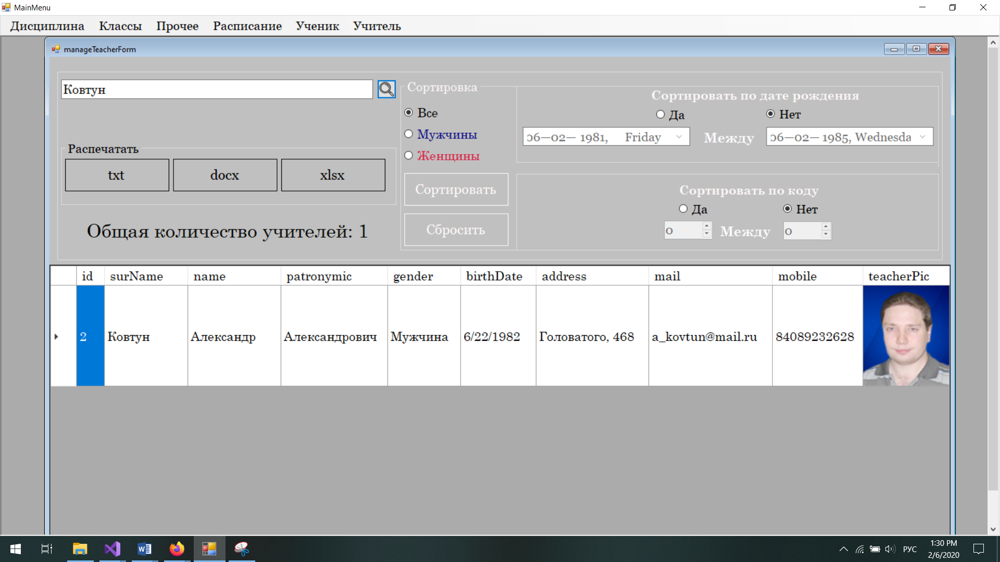 MainMenu
Дисциплина Классы Прочее Расписание Ученик Учитель
manageTeacherForm
Ковтун
Сортировка
Все
Мужчины
Женщины
Сортировать
Сбросить
Распечатать
txt docx xlsx
Общая количество учителей: 1
Сортировать по дате рождения
Да Нет
06—02— 1981, Friday Между 06—02— 1985, Wednesda
Сортировать по коду
Да Нет
0 Между 0
id surName name patronymic gender birthDate address mail mobile teacherPic
2 Ковтун Александр Александрович Мужчина 6/22/1982 Головатого, 468 a_kovtun@mail.ru 84089232628
РУС
1:30 PM
2/6/2020